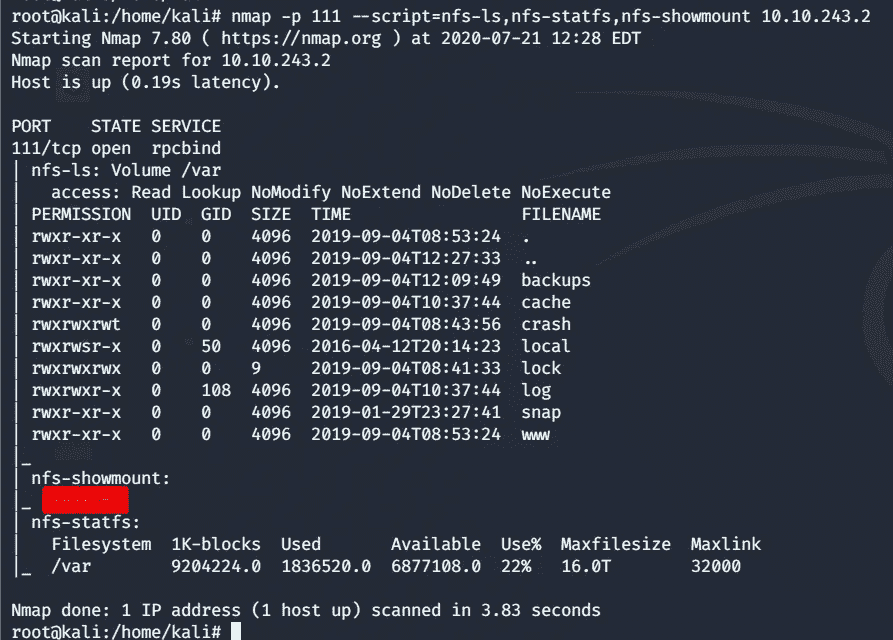 root@kali:/home/kali# nmap -p 111 --script=nfs-ls,nfs-statfs,nfs-showmount 10.10.243.2
Starting Nmap 7.80 ( https://nmap.org ) at 2020-07-21 12:28 EDT
Nmap scan report for 10.10.243.2
Host is up (0.19s latency).

PORT    STATE SERVICE
111/tcp open  rpcbind
| nfs-ls: Volume /var
|   access: Read Lookup NoModify NoExtend NoDelete NoExecute
| PERMISSION  UID  GID  SIZE  TIME                 FILENAME
| rwxr-xr-x   0    0    4096  2019-09-04T08:53:24  .
| rwxr-xr-x   0    0    4096  2019-09-04T12:27:33  ..
| rwxr-xr-x   0    0    4096  2019-09-04T12:09:49  backups
| rwxr-xr-x   0    0    4096  2019-09-04T10:37:44  cache
| rwxrwxrwt   0    0    4096  2019-09-04T08:43:56  crash
| rwxrwsr-x   0    50   4096  2016-04-12T20:14:23  local
| rwxrwxrwx   0    0    9     2019-09-04T08:41:33  lock
| rwxrwxr-x   0    108  4096  2019-09-04T10:37:44  log
| rwxr-xr-x   0    0    4096  2019-01-29T23:27:41  snap
| rwxr-xr-x   0    0    4096  2019-09-04T08:53:24  www
|_
| nfs-showmount:
|_
| nfs-statfs:
|   Filesystem  1K-blocks  Used       Available  Use%  Maxfilesize  Maxlink
|_  /var        9204224.0  1836520.0  6877108.0  22%   16.0T        32000

Nmap done: 1 IP address (1 host up) scanned in 3.83 seconds
root@kali:/home/kali#